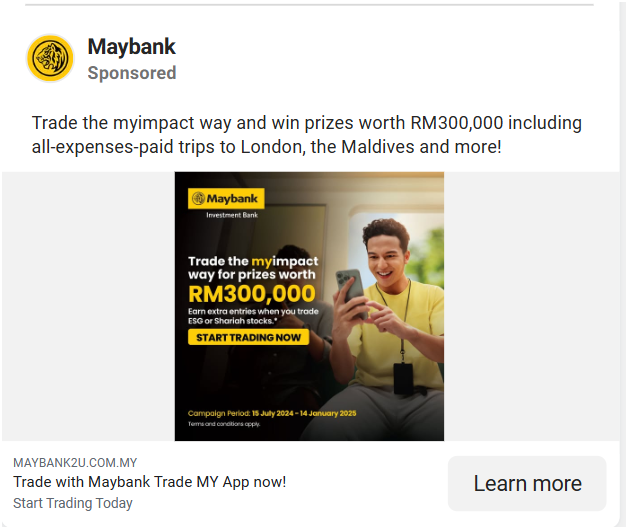 Maybank
Sponsored
Trade the myimpact way and win prizes worth RM300,000 including
all-expenses-paid trips to London, the Maldives and more!
Maybank
Investment Bank
Trade the myimpact
way for prizes worth
RM300,000
Earn extra entries when you trade
ESG or Shariah stocks.*
START TRADING NOW
Campaign Period: 15 July 2024 - 14 January 2025
Terms and conditions apply.
MAYBANK2U.COM.MY
Trade with Maybank Trade MY App now!
Start Trading Today
Learn more